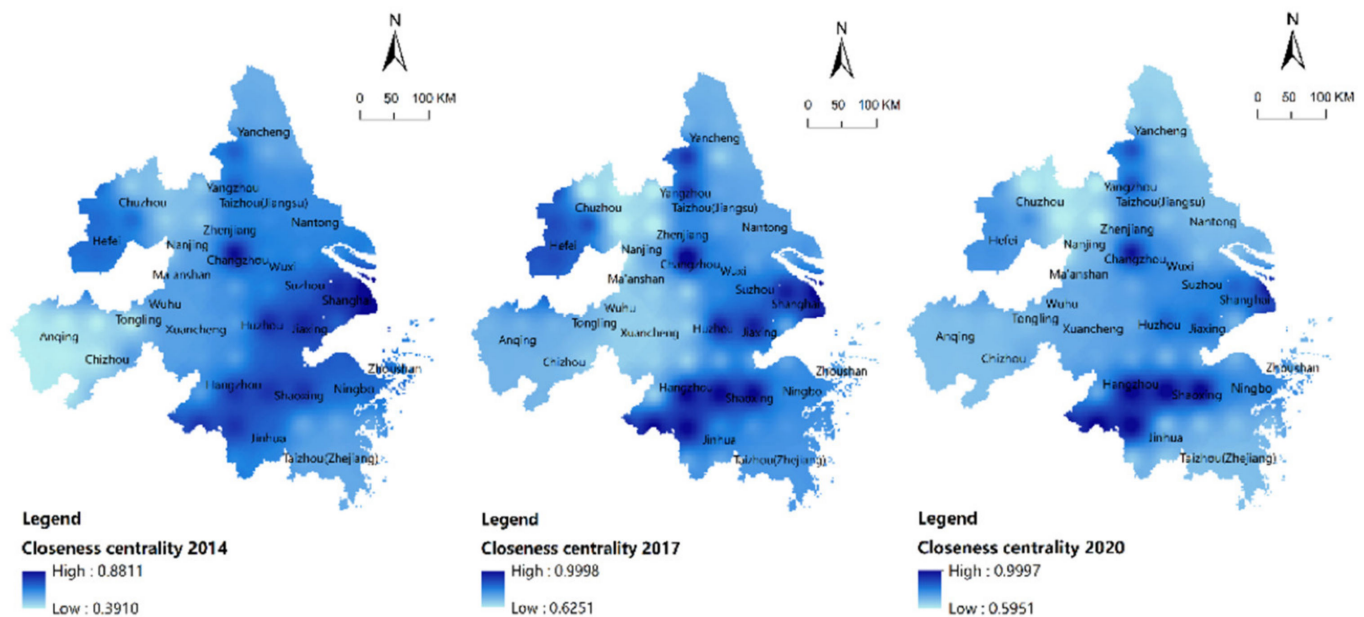 N
0 50 100 KM
Yancheng
Yangzhou
Chuzhou
Taizhou(Jiangsu)
Nantong
Zhenjiang
Hefei
Nanjing
Changzhou
Wuxi
Ma'anshan
Suzhou
Shanghai
Wuhu
Tongling
Huzhou
Jiaxing
Xuancheng
Anqing
Chizhou
Zhoushan
Hangzhou
Ningbo
Shaoxing
Jinhua
Taizhou(Zhejiang)
Legend
Closeness centrality 2014
High : 0.8811
Low : 0.3910
N
0 50 100 KM
Yancheng
Yangzhou
Chuzhou
Taizhou(Jiangsu)
Nantong
Zhenjiang
Hefei
Nanjing
Changzhou
Wuxi
Ma'anshan
Suzhou
Shanghai
Wuhu
Tongling
Huzhou
Jiaxing
Xuancheng
Anqing
Chizhou
Zhoushan
Hangzhou
Ningbo
Shaoxing
Jinhua
Taizhou(Zhejiang)
Legend
Closeness centrality 2017
High : 0.9998
Low : 0.6251
N
0 50 100 KM
Yancheng
Yangzhou
Chuzhou
Taizhou(Jiangsu)
Nantong
Zhenjiang
Hefei
Nanjing
Changzhou
Wuxi
Ma'anshan
Suzhou
Shanghai
Wuhu
Tongling
Huzhou
Jiaxing
Xuancheng
Anqing
Chizhou
Zhoushan
Hangzhou
Ningbo
Shaoxing
Jinhua
Taizhou(Zhejiang)
Legend
Closeness centrality 2020
High : 0.9997
Low : 0.5951